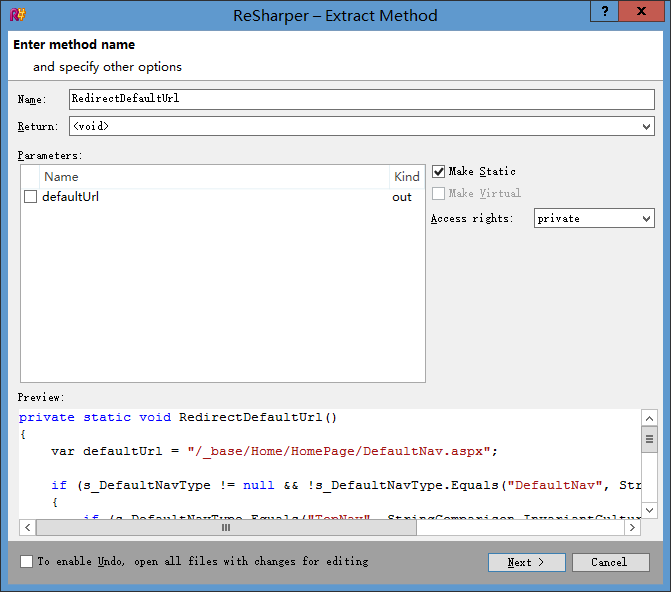 ReSharper – Extract Method
?
Enter method name
and specify other options
Name:
RedirectDefaultUrl
Return:
<void>
Parameters:
Name Kind
defaultUrl out
Make Static
Make Virtual
Access rights: private
Preview:
private static void RedirectDefaultUrl()
{
var defaultUrl = "/_base/Home/HomePage/DefaultNav.aspx";
if (s_DefaultNavType != null && !s_DefaultNavType.Equals("DefaultNav", Str
{
if (s_DefaultNavType.Equals("TopNav", StringComparison.InvariantCultur
To enable Undo, open all files with changes for editing
Next >
Cancel